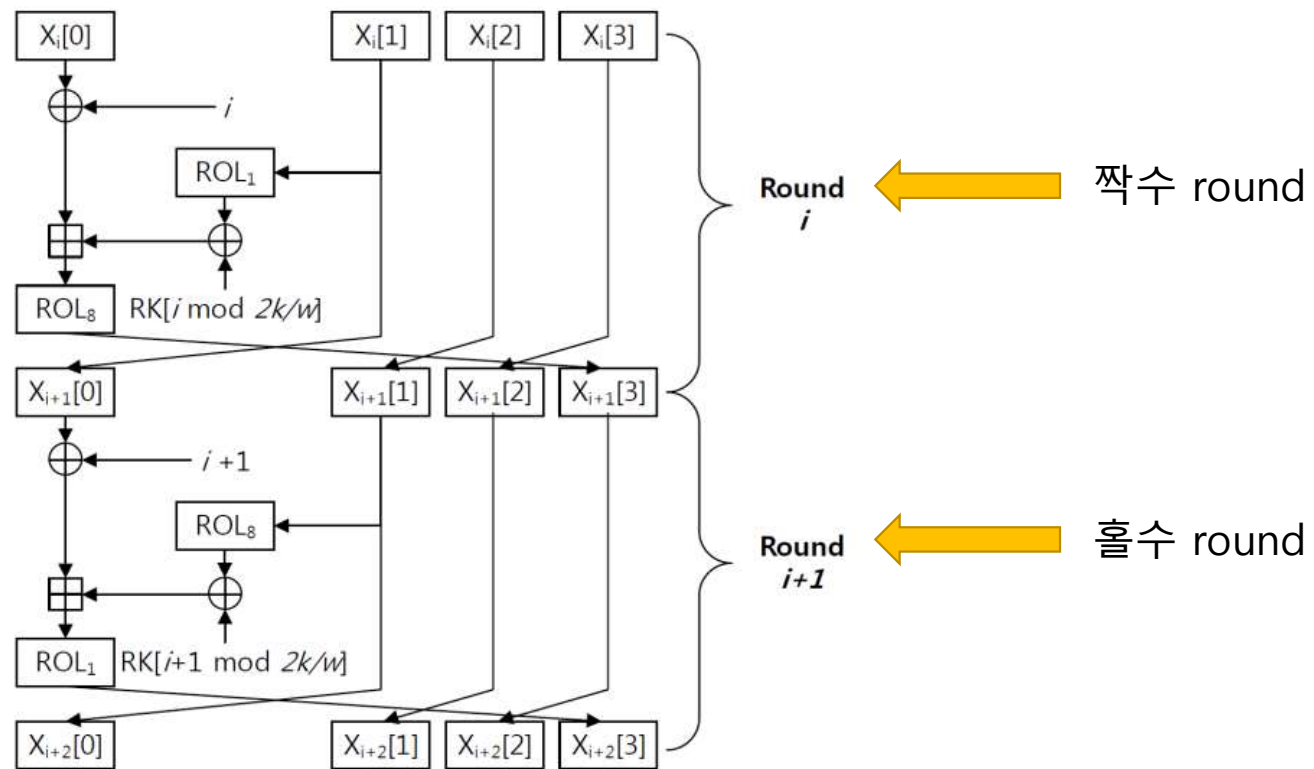 Xᵢ[0] Xᵢ[1] Xᵢ[2] Xᵢ[3]
i
ROL₁
Round
i
짝수 round
ROL₈ RK[i mod 2k/w]
Xᵢ₊₁[0] Xᵢ₊₁[1] Xᵢ₊₁[2] Xᵢ₊₁[3]
i +1
ROL₈
Round
i+1
홀수 round
ROL₁ RK[i+1 mod 2k/w]
Xᵢ₊₂[0] Xᵢ₊₂[1] Xᵢ₊₂[2] Xᵢ₊₂[3]